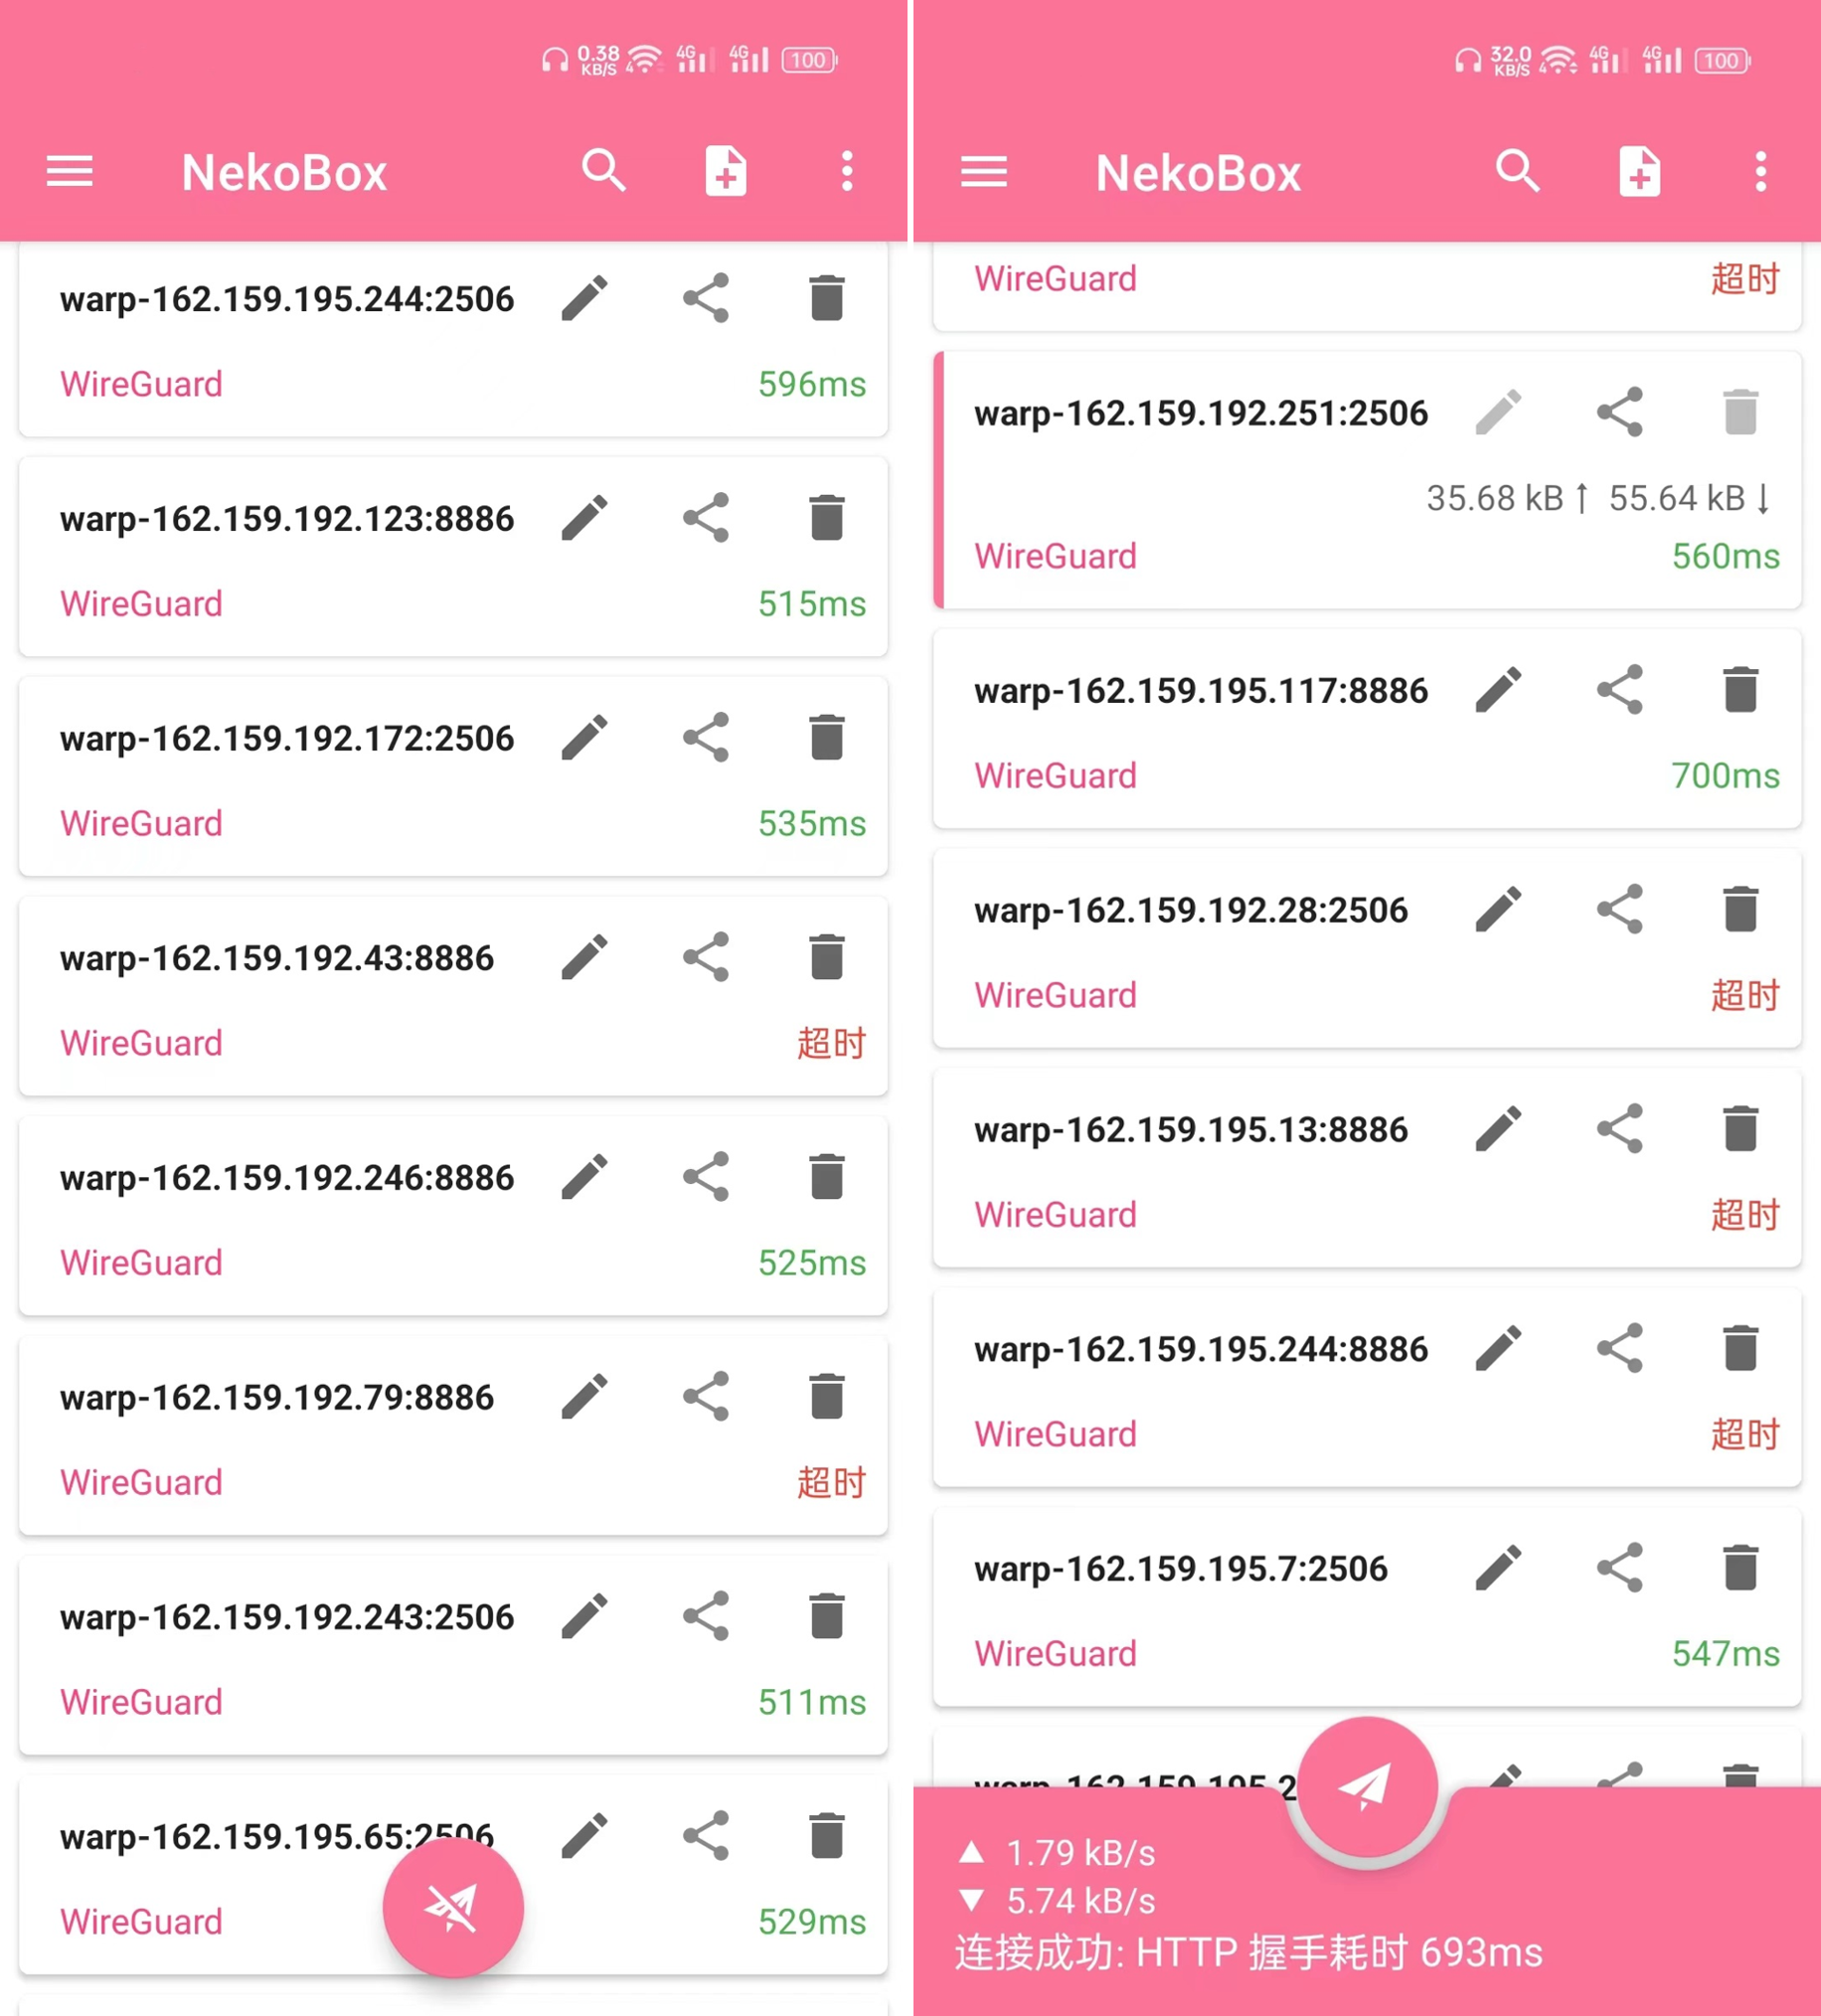 0.38
KB/S
4
4G
4G
100
NekoBox
warp-162.159.195.244:2506
WireGuard
596ms
warp-162.159.192.123:8886
WireGuard
515ms
warp-162.159.192.172:2506
WireGuard
535ms
warp-162.159.192.43:8886
WireGuard
超时
warp-162.159.192.246:8886
WireGuard
525ms
warp-162.159.192.79:8886
WireGuard
超时
warp-162.159.192.243:2506
WireGuard
511ms
warp-162.159.195.65:2506
WireGuard
529ms
32.0
KB/S
4
4G
4G
100
NekoBox
WireGuard
超时
warp-162.159.192.251:2506
35.68 kB↑ 55.64 kB↓
WireGuard
560ms
warp-162.159.195.117:8886
WireGuard
700ms
warp-162.159.192.28:2506
WireGuard
超时
warp-162.159.195.13:8886
WireGuard
超时
warp-162.159.195.244:8886
WireGuard
超时
warp-162.159.195.7:2506
WireGuard
547ms
warp-162.159.195.2
▲ 1.79 kB/s
▼ 5.74 kB/s
连接成功: HTTP 握手耗时 693ms